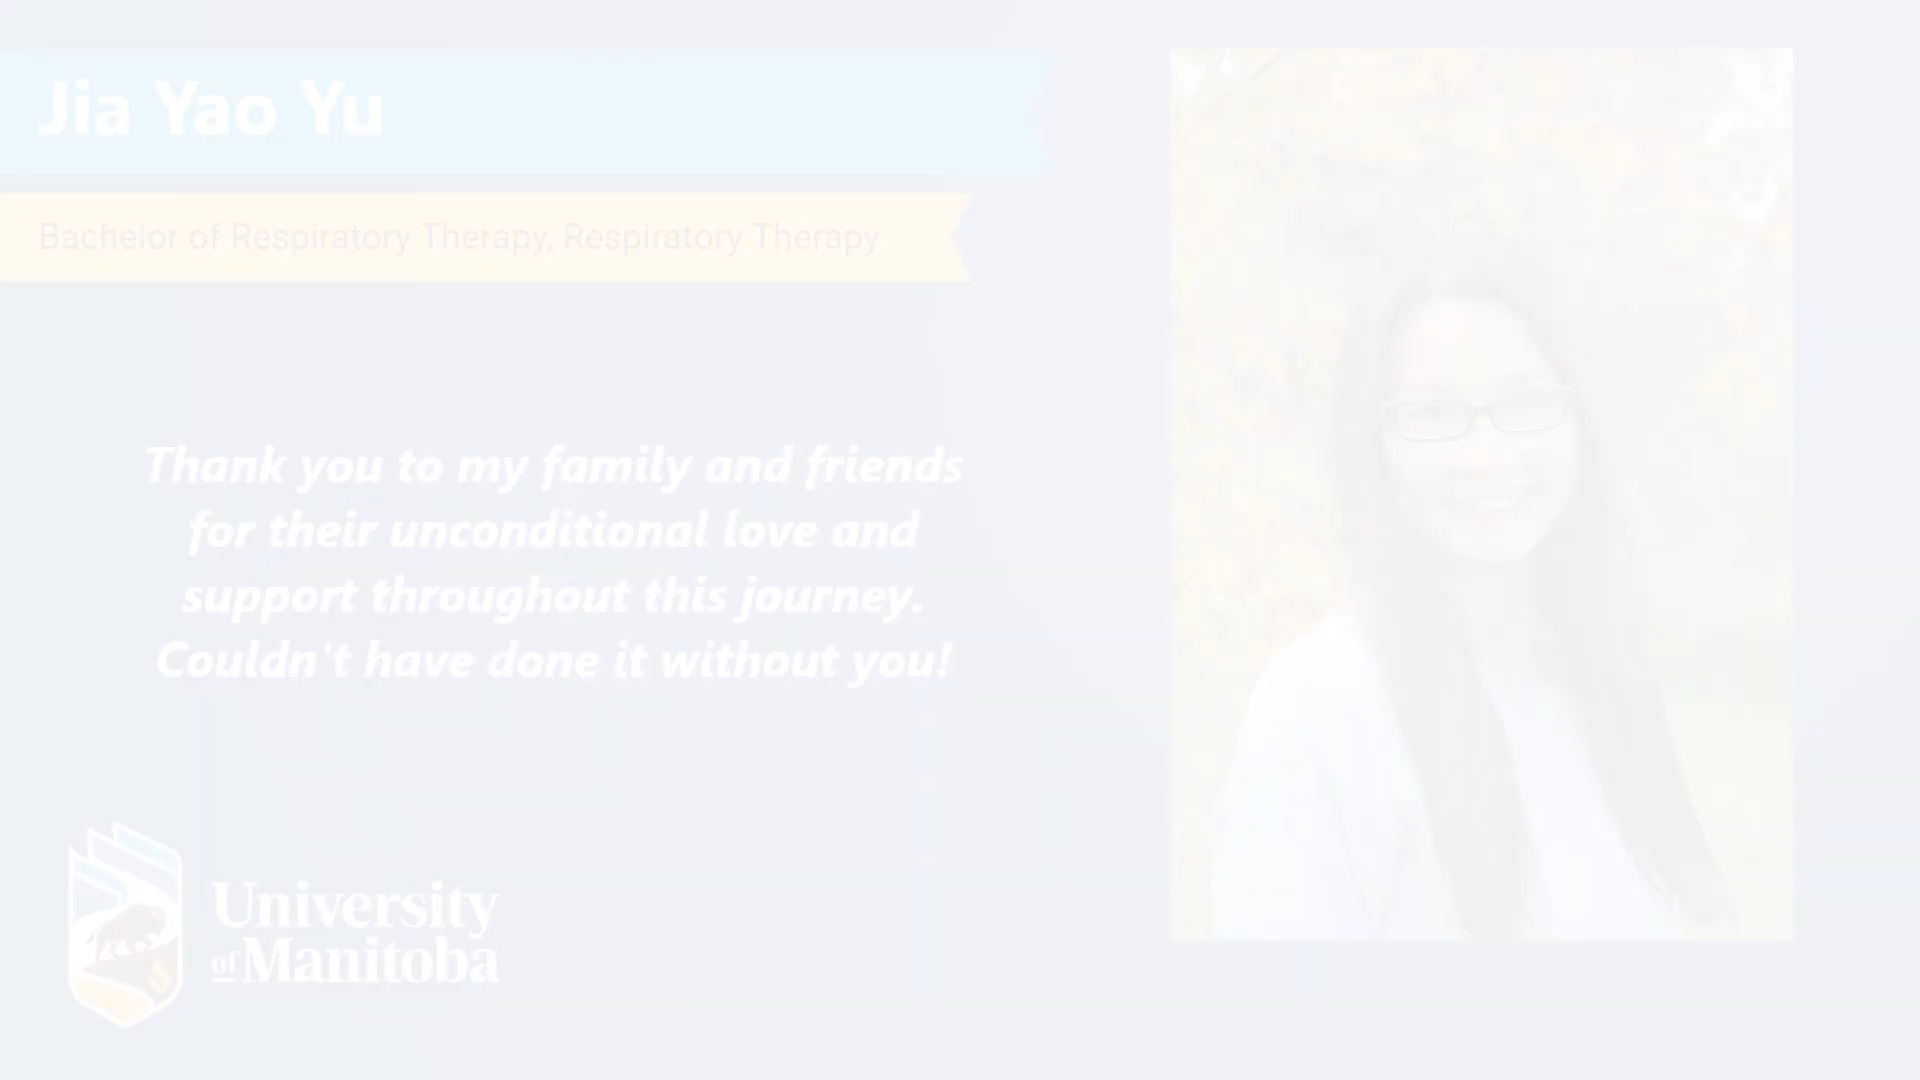 Jia Yao Yu
Bachelor of Respiratory Therapy, Respiratory Therapy
Thank you to my family and friends
for their unconditional love and
support throughout this journey.
Couldn't have done it without you!
University
of Manitoba